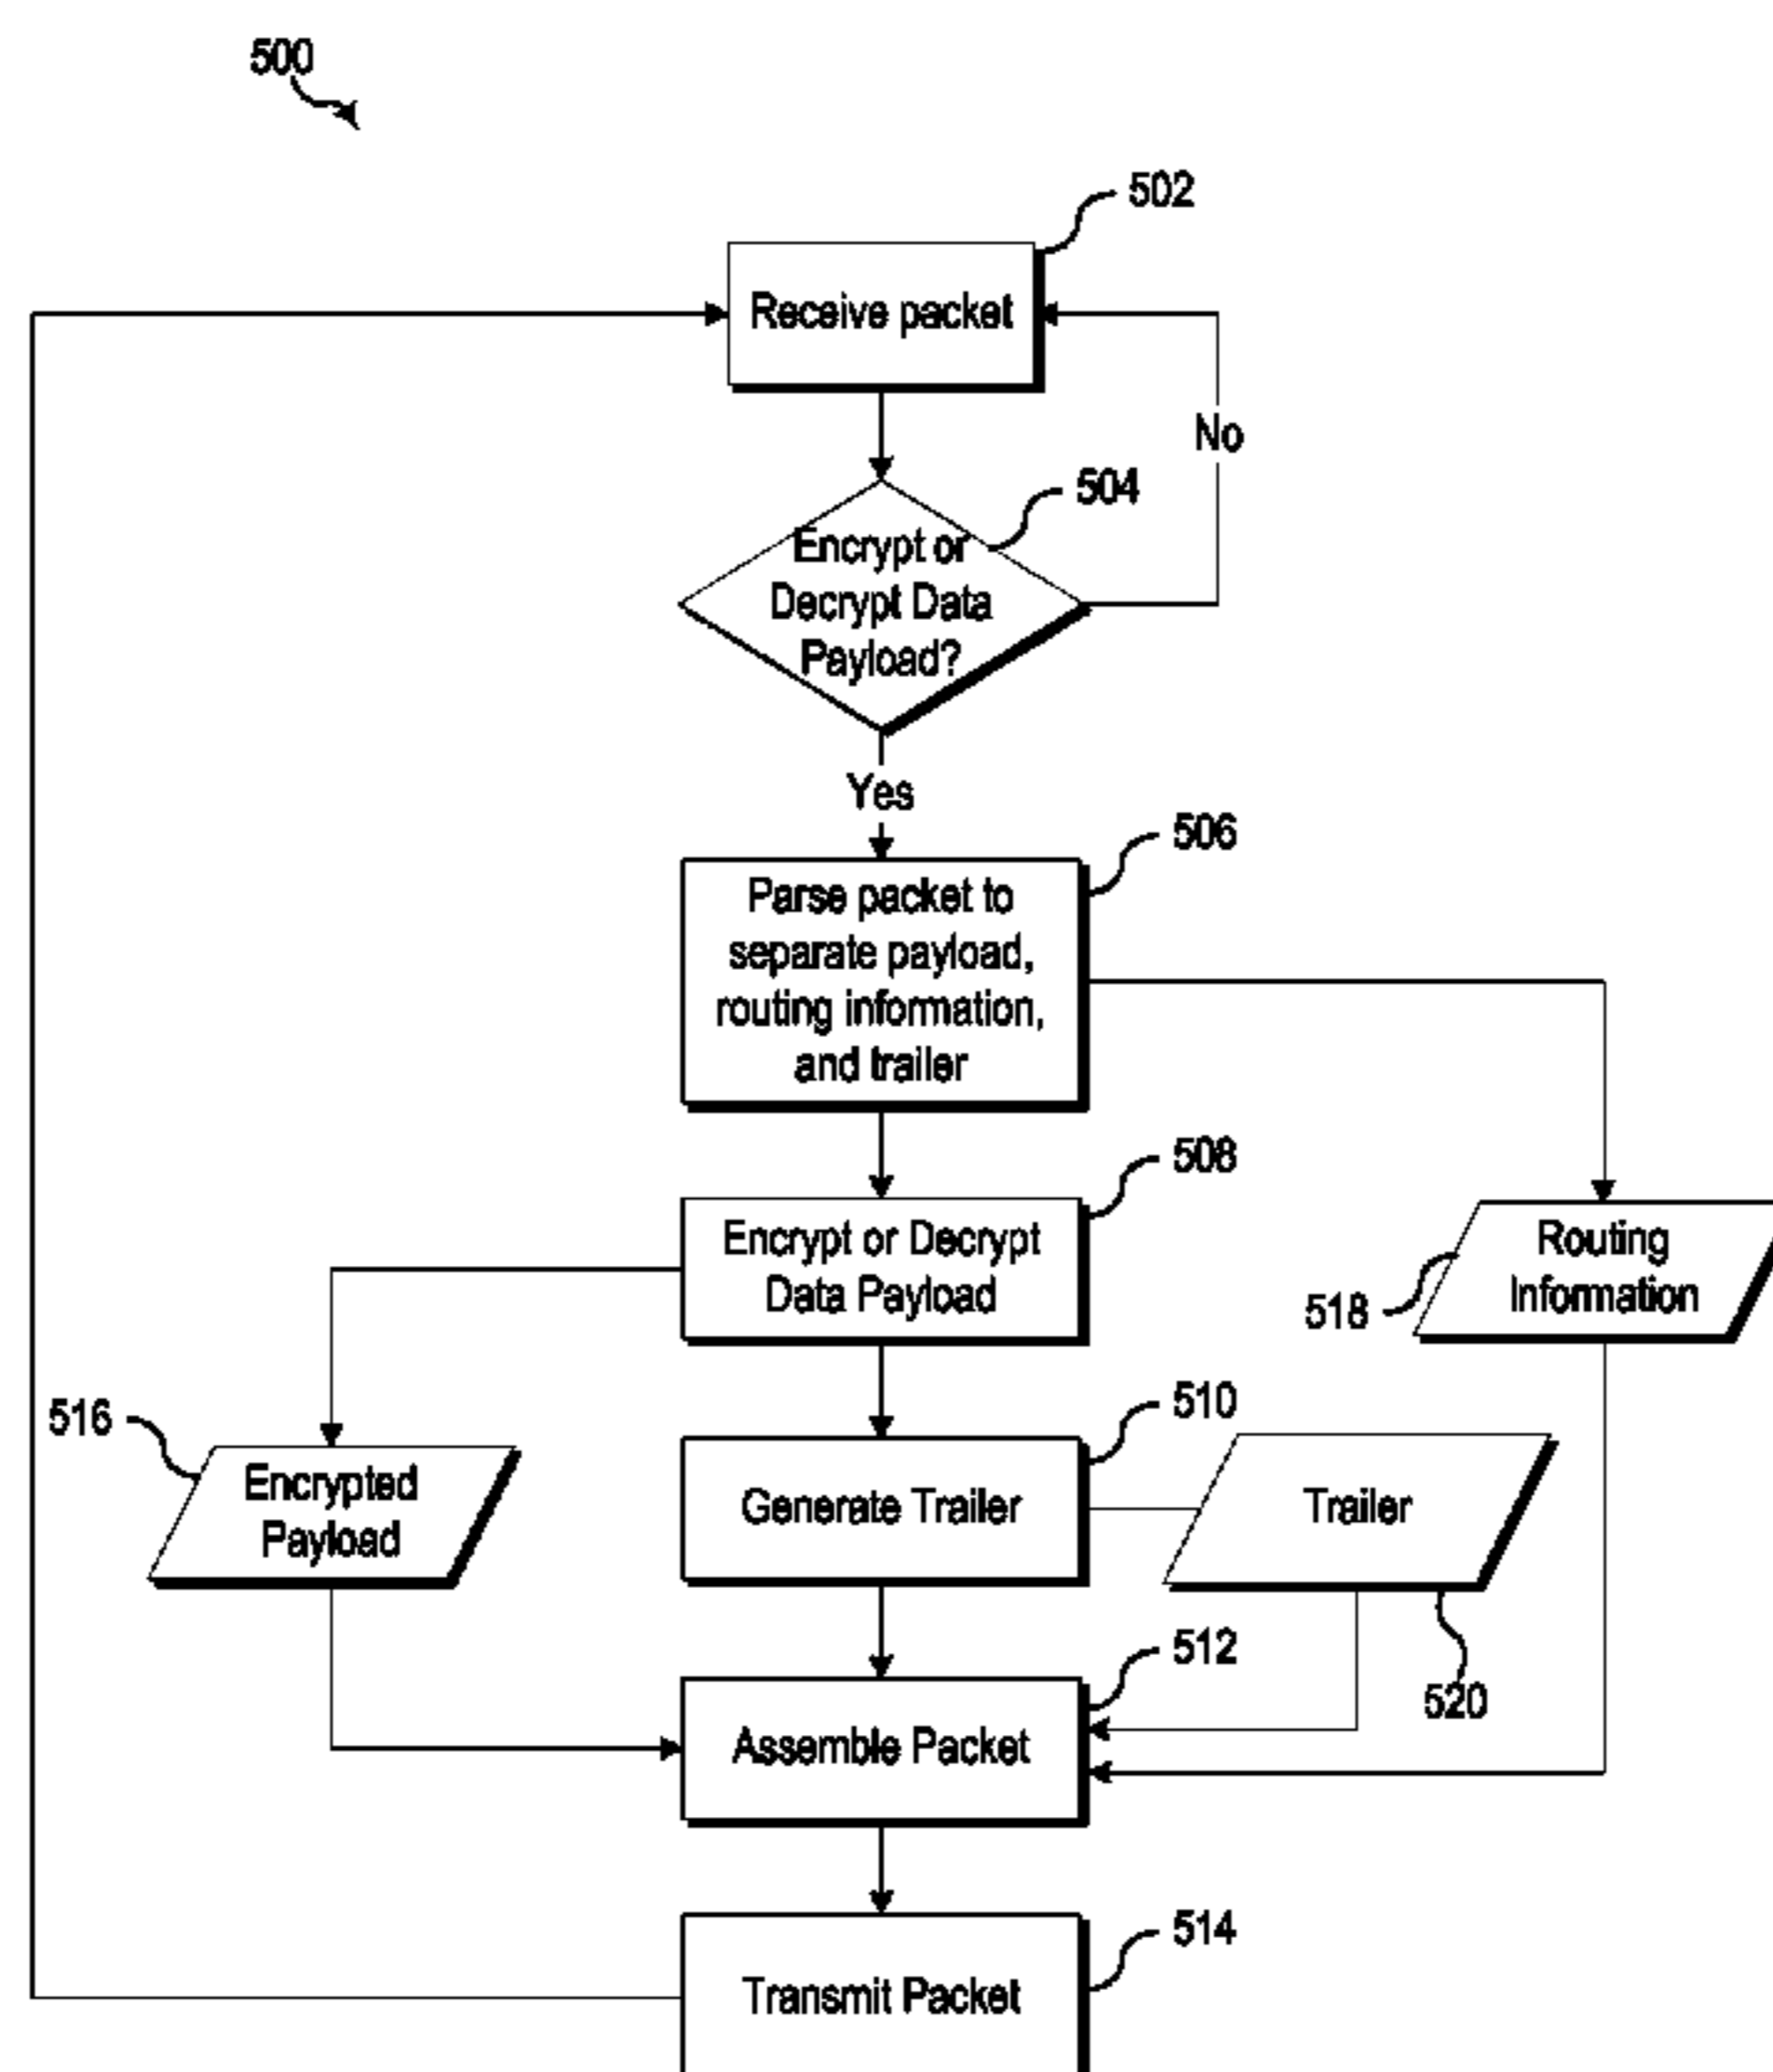 500
502
Receive packet
No
504
Encrypt or
Decrypt Data
Payload?
Yes
506
Parse packet to
separate payload,
routing information,
and trailer
508
Encrypt or Decrypt
Data Payload
Routing
Information
518
510
516
Encrypted
Payload
Generate Trailer
Trailer
512
520
Assemble Packet
514
Transmit Packet